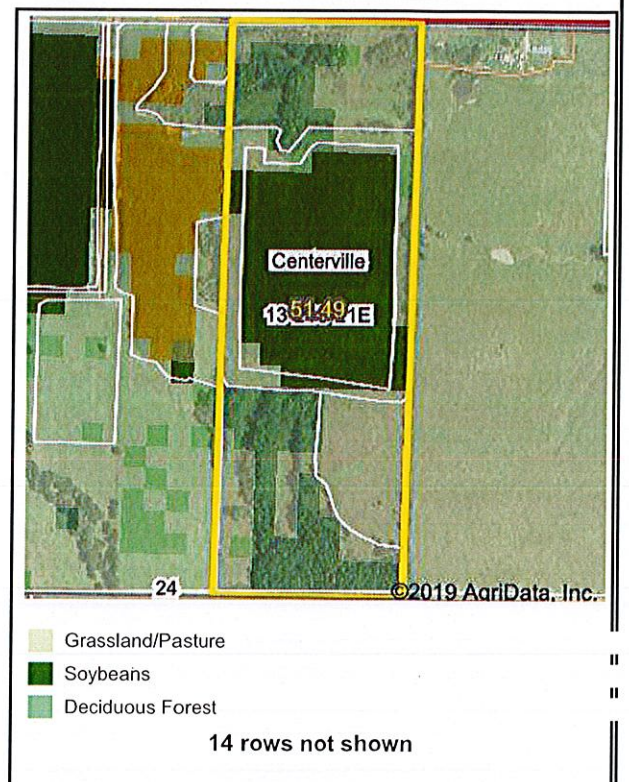 Centerville
51.49
24
©2019 AgriData, Inc.
Grassland/Pasture
Soybeans
Deciduous Forest
14 rows not shown